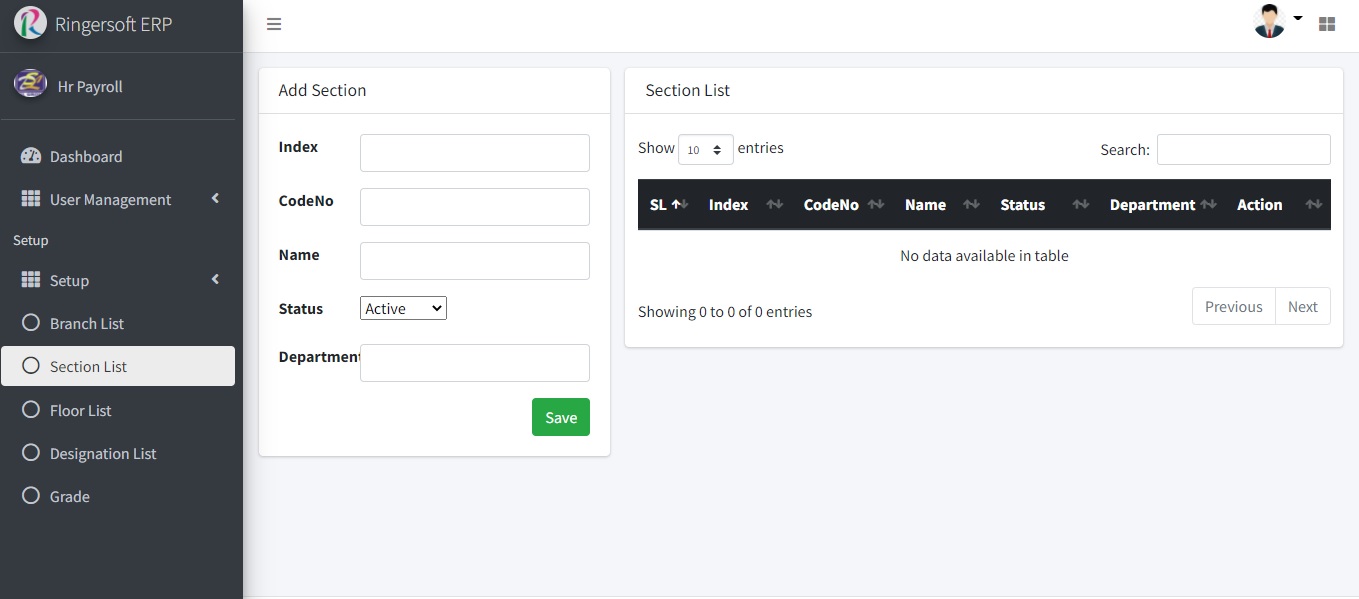 Ringersoft ERP
Hr Payroll
Dashboard
User Management
Setup
Setup
Branch List
Section List
Floor List
Designation List
Grade
Add Section
Index
CodeNo
Name
Status Active
Department
Save
Section List
Show 10 entries Search:
SL Index CodeNo Name Status Department Action
No data available in table
Showing 0 to 0 of 0 entries Previous Next